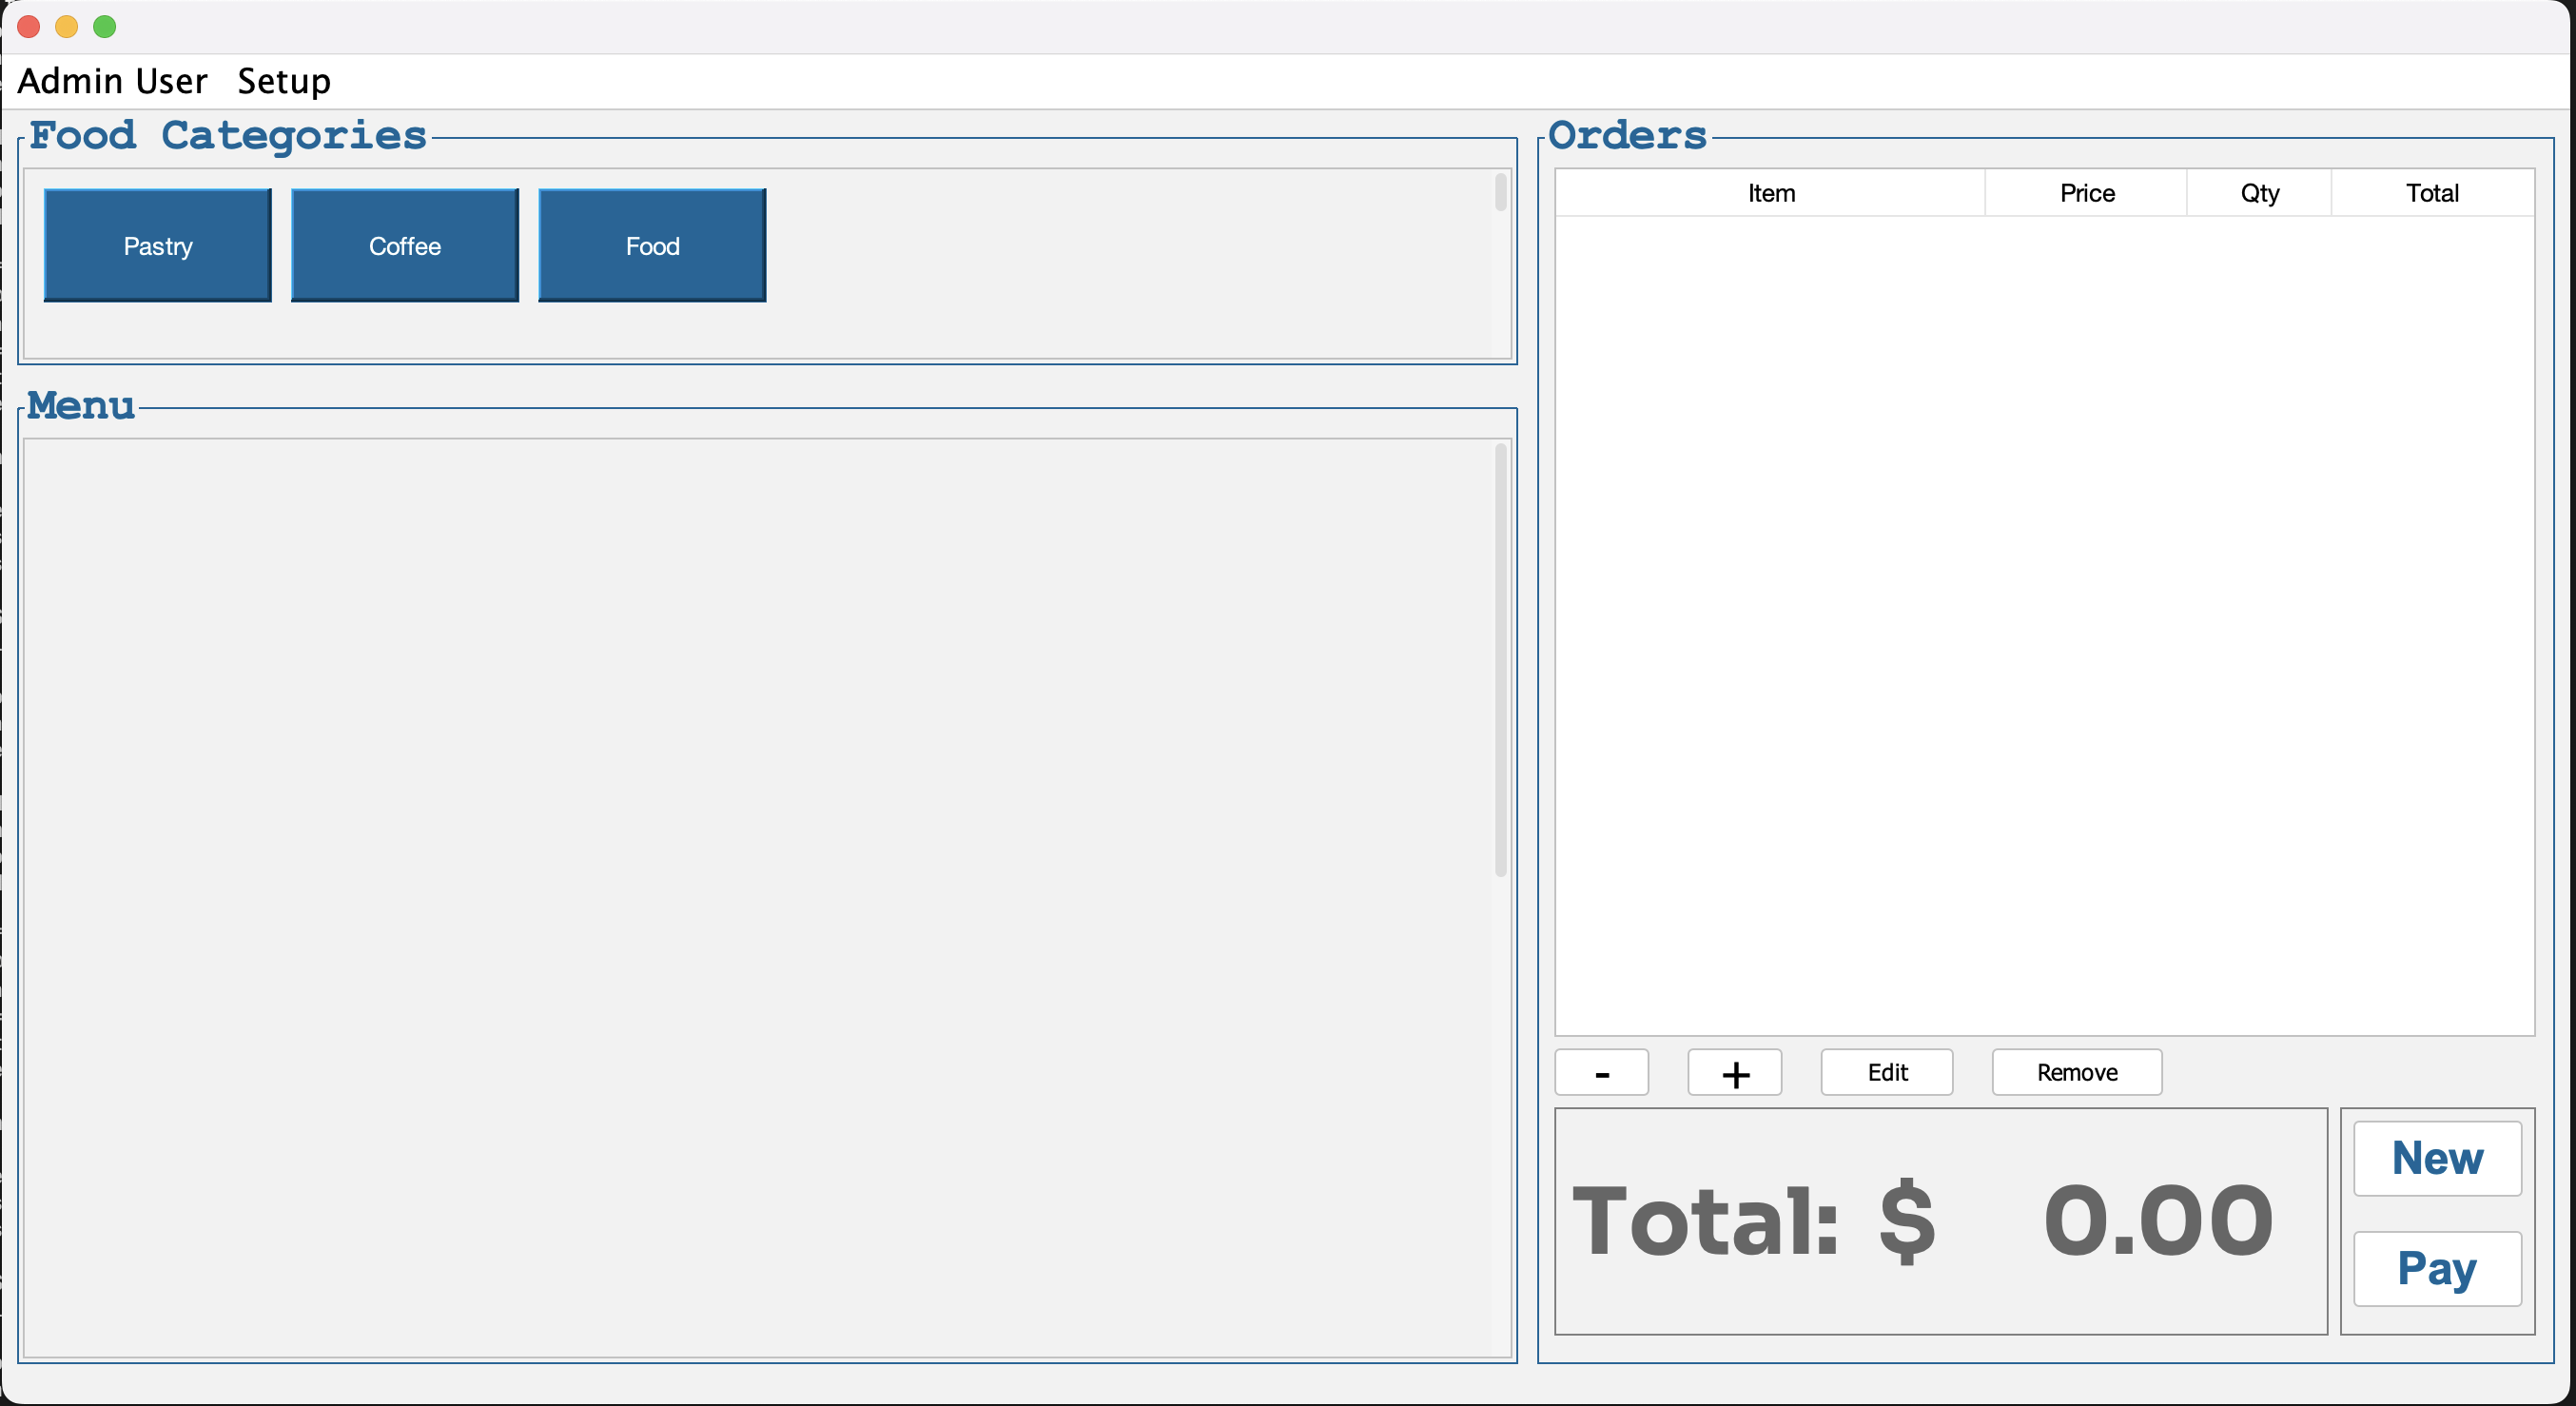 Admin User Setup
Food Categories
Pastry Coffee Food
Menu
Orders
Item Price Qty Total
- + Edit Remove
Total: $ 0.00
New
Pay